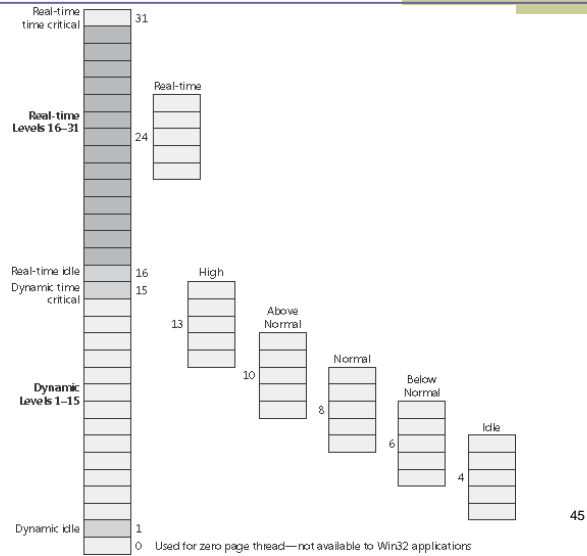 Real-time
time critical
31
Real-time
Real-time
Levels 16–31
24
Real-time idle
16
High
Dynamic time
critical
15
Above
Normal
13
Normal
10
Below
Normal
Dynamic
Levels 1–15
8
Idle
6
4
45
Dynamic idle
1
0 Used for zero page thread—not available to Win32 applications